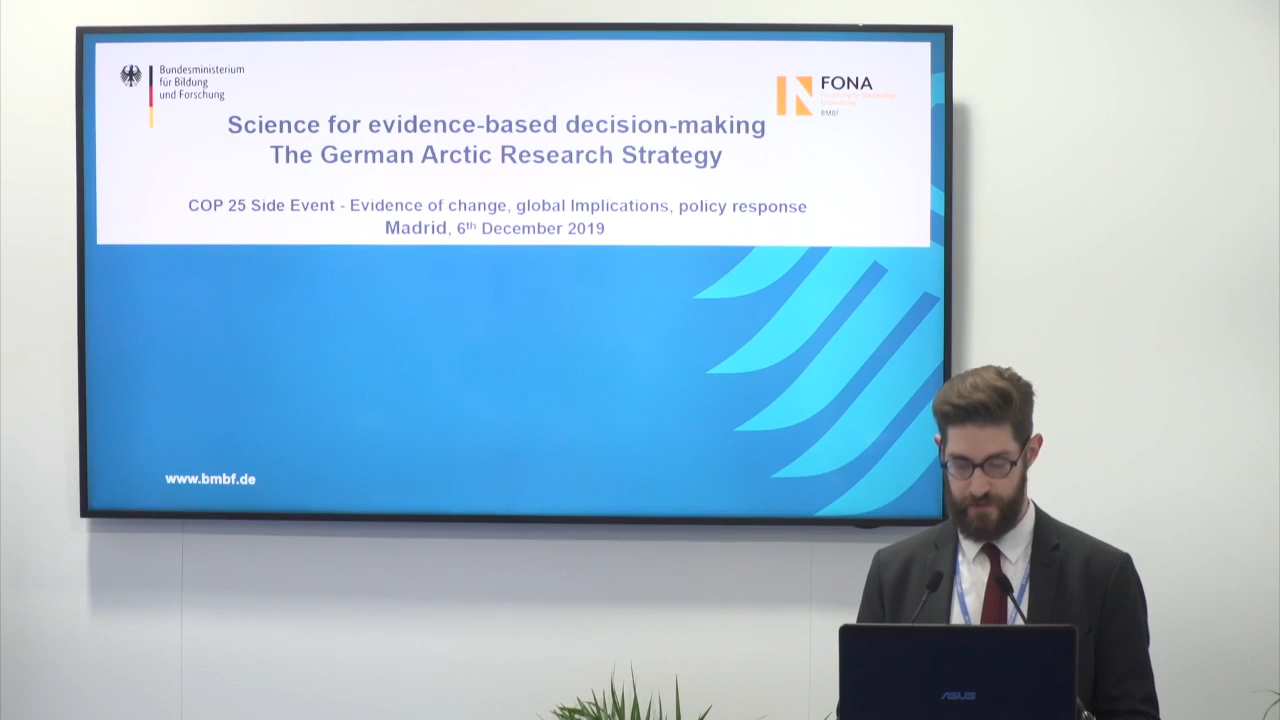 Bundesministerium
für Bildung
und Forschung
FONA
BMBF
Science for evidence-based decision-making
The German Arctic Research Strategy
COP 25 Side Event - Evidence of change, global Implications, policy response
Madrid, 6th December 2019
www.bmbf.de
ASUS